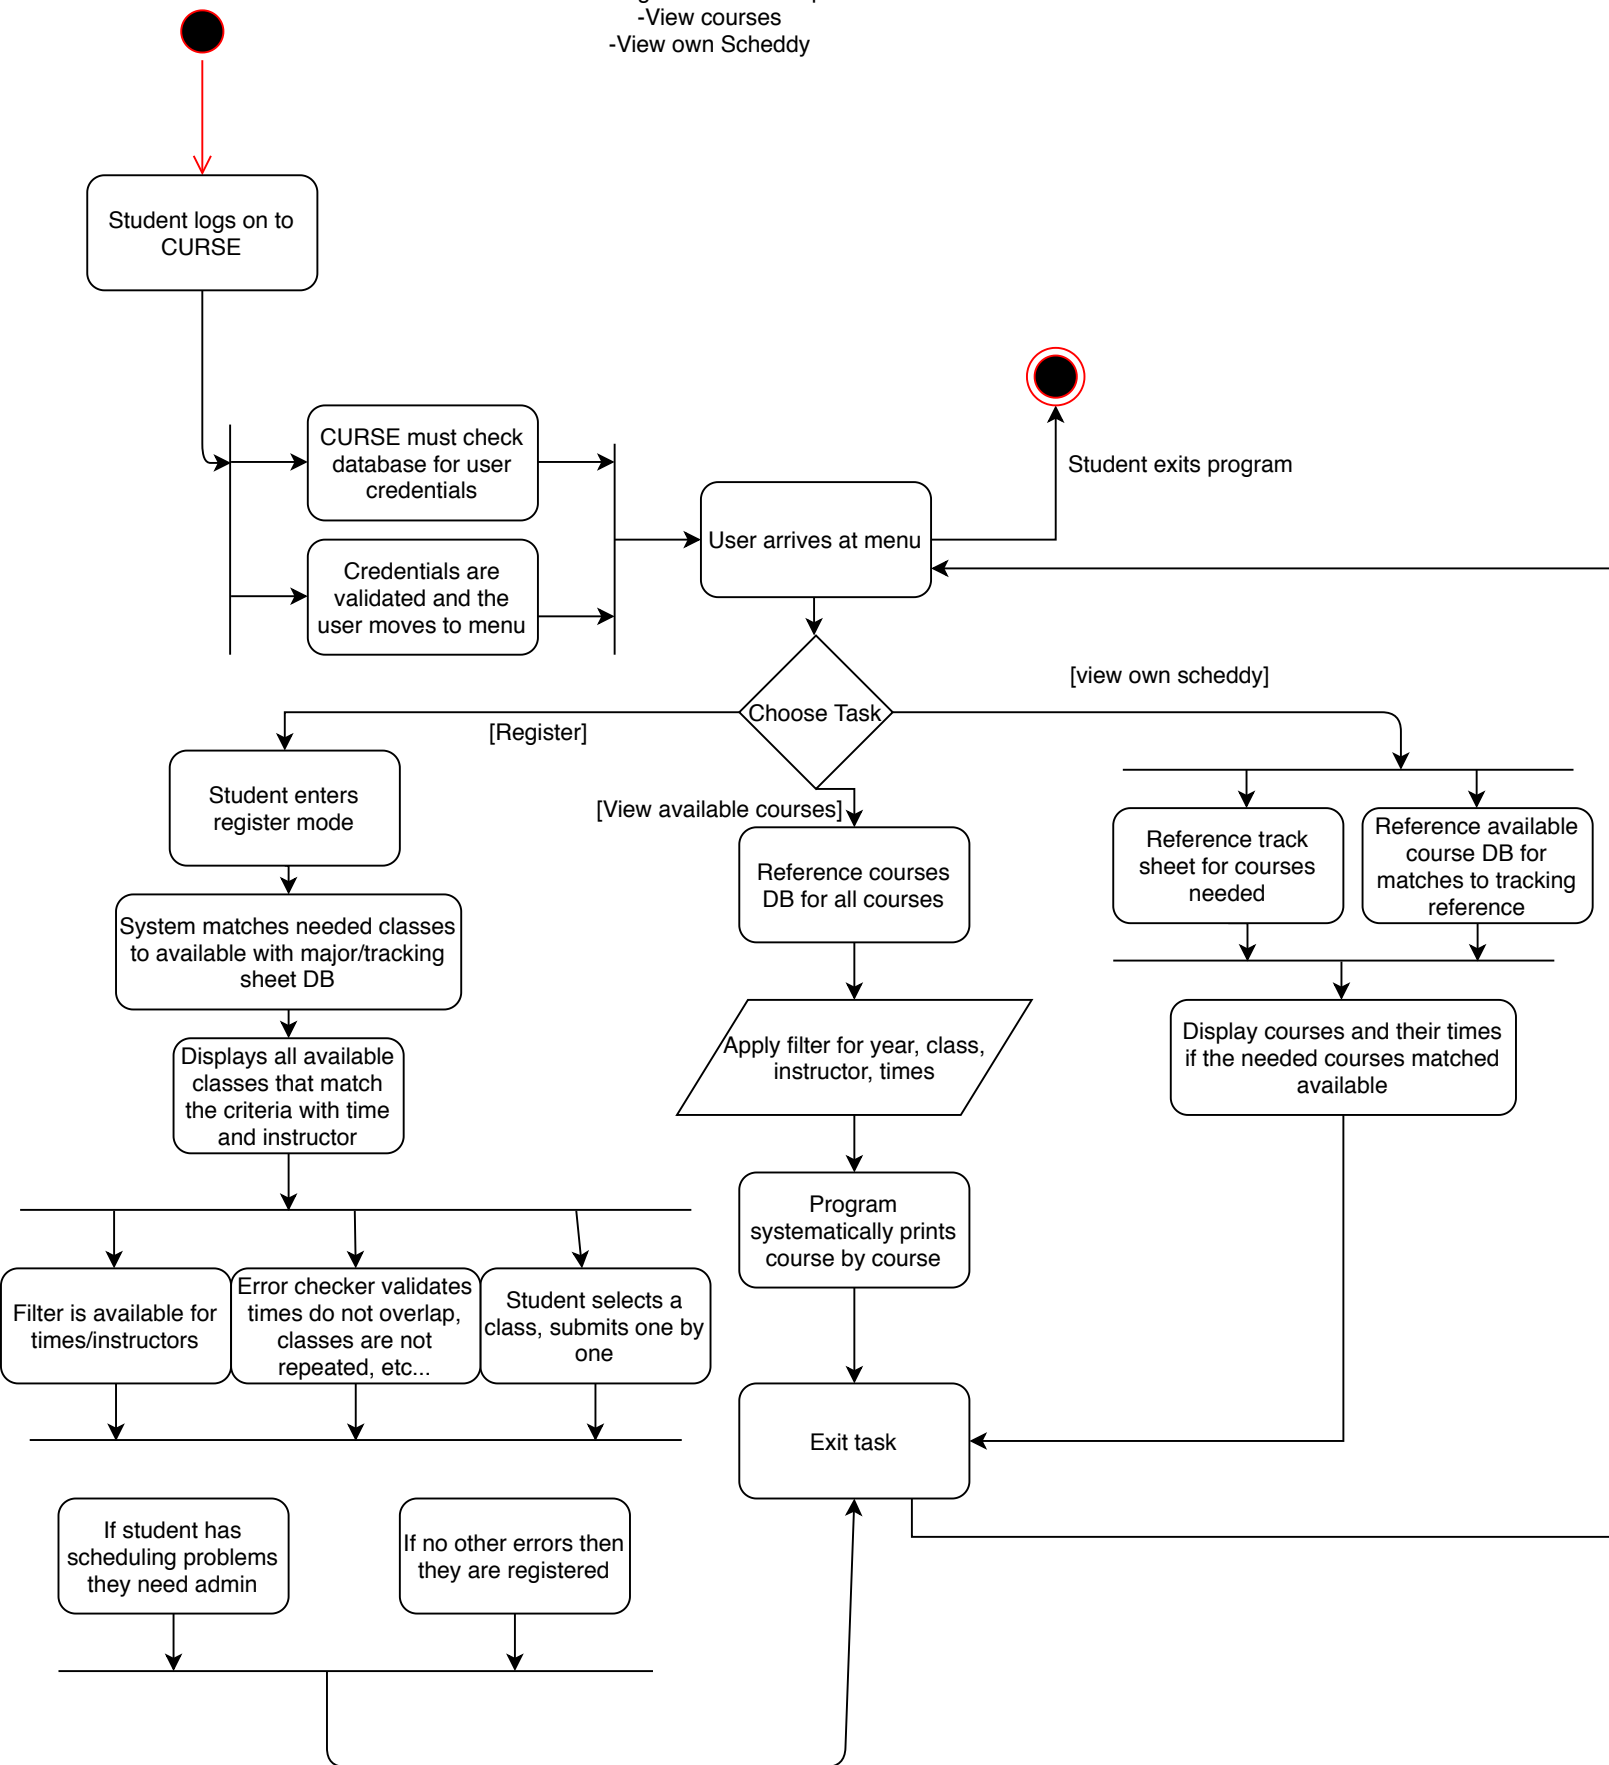 -View courses
-View own Scheddy
Student logs on to
CURSE
CURSE must check
database for user
credentials
Student exits program
User arrives at menu
Credentials are
validated and the
user moves to menu
[view own scheddy]
Choose Task
[Register]
Student enters
register mode
[View available courses]
Reference courses
DB for all courses
Reference track
sheet for courses
needed
Reference available
course DB for
matches to tracking
reference
System matches needed classes
to available with major/tracking
sheet DB
Apply filter for year, class,
instructor, times
Display courses and their times
if the needed courses matched
available
Displays all available
classes that match
the criteria with time
and instructor
Program
systematically prints
course by course
Filter is available for
times/instructors
Error checker validates
times do not overlap,
classes are not
repeated, etc...
Student selects a
class, submits one by
one
Exit task
If student has
scheduling problems
they need admin
If no other errors then
they are registered